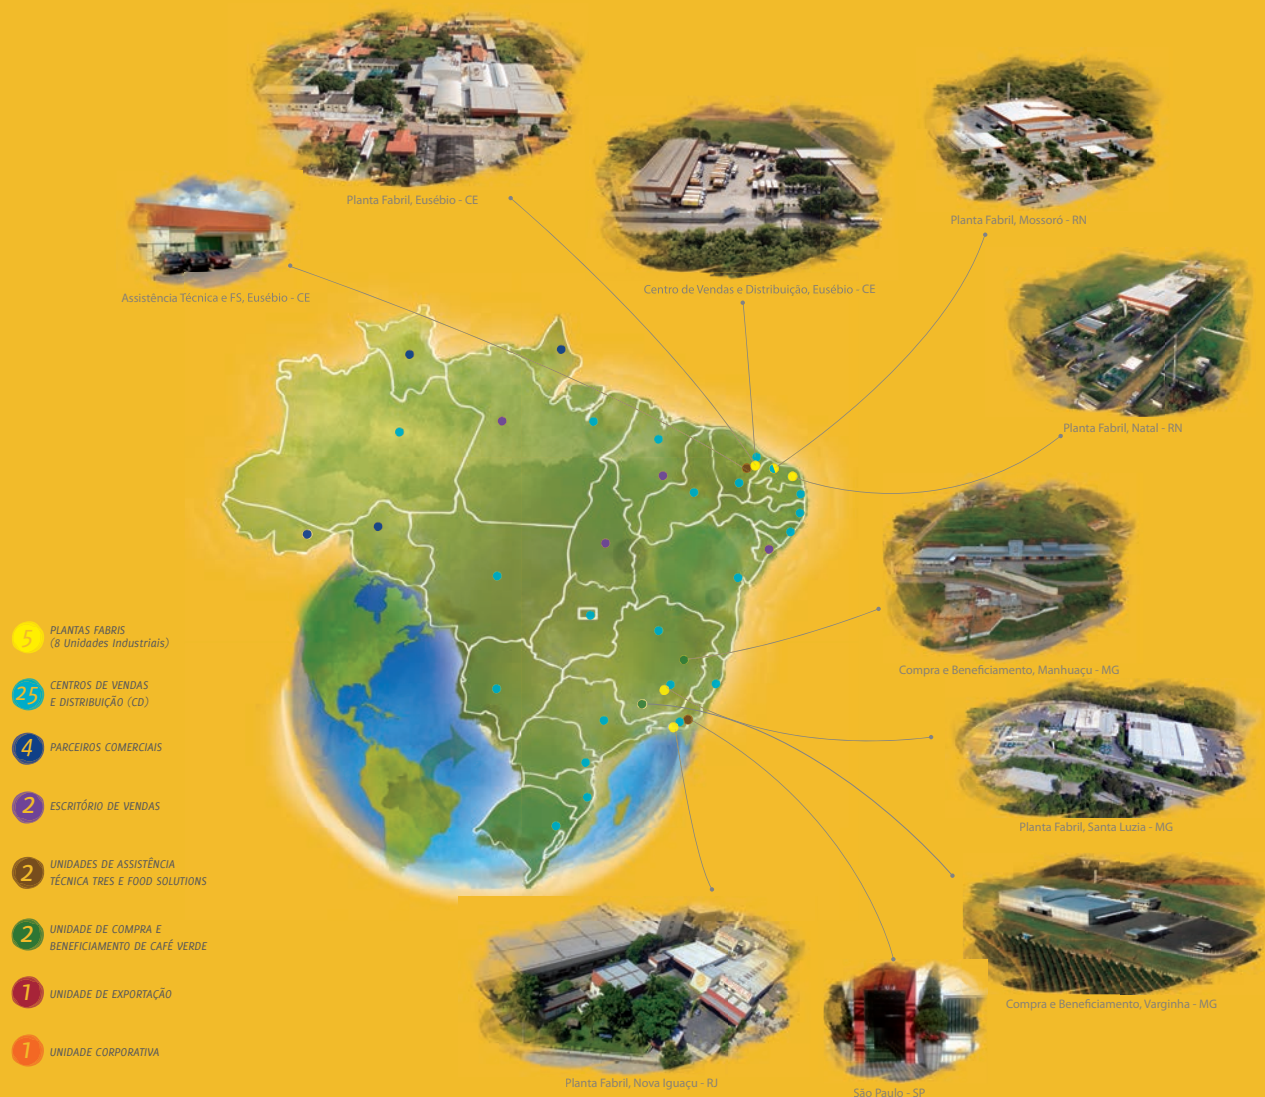 Planta Fabril, Eusébio - CE
Planta Fabril, Mossoró - RN
Centro de Vendas e Distribuição, Eusébio - CE
Assistência Técnica e FS, Eusébio - CE
Planta Fabril, Natal - RN
Compra e Beneficiamento, Manhuaçu - MG
Planta Fabril, Santa Luzia - MG
Compra e Beneficiamento, Varginha - MG
Planta Fabril, Nova Iguaçu - RJ
São Paulo - SP
5
PLANTAS FABRIS
(8 Unidades Industriais)
25
CENTROS DE VENDAS
E DISTRIBUIÇÃO (CD)
4
PARCEIROS COMERCIAIS
2
ESCRITÓRIO DE VENDAS
2
UNIDADES DE ASSISTÊNCIA
TÉCNICA TRES E FOOD SOLUTIONS
2
UNIDADE DE COMPRA E
BENEFICIAMENTO DE CAFÉ VERDE
1
UNIDADE DE EXPORTAÇÃO
1
UNIDADE CORPORATIVA